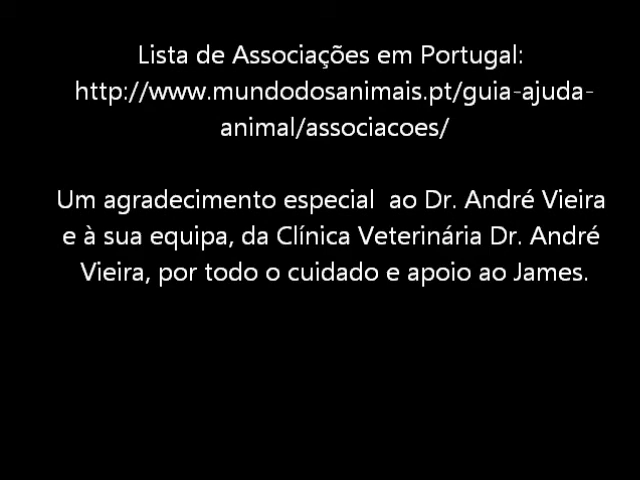 Lista de Associações em Portugal:
http://www.mundodosanimais.pt/guia-ajuda-
animal/associacoes/
Um agradecimento especial  ao Dr. André Vieira
e à sua equipa, da Clínica Veterinária Dr. André
Vieira, por todo o cuidado e apoio ao James.